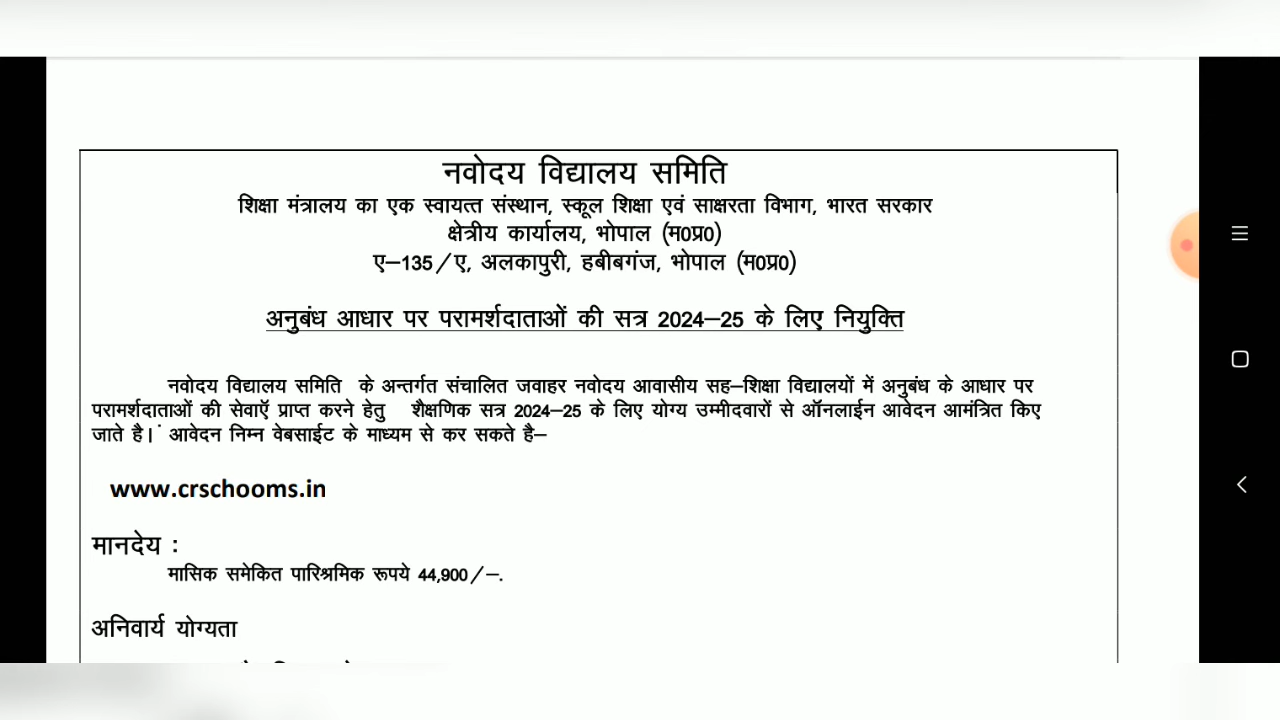 नवोदय विद्यालय समिति
शिक्षा मंत्रालय का एक स्वायत्त संस्थान, स्कूल शिक्षा एवं साक्षरता विभाग, भारत सरकार
क्षेत्रीय कार्यालय, भोपाल (म0प्र0)
ए–135/ए, अलकापुरी, हबीबगंज, भोपाल (म0प्र0)
अनुबंध आधार पर परामर्शदाताओं की सत्र 2024–25 के लिए नियुक्ति
नवोदय विद्यालय समिति के अन्तर्गत संचालित जवाहर नवोदय आवासीय सह–शिक्षा विद्यालयों में अनुबंध के आधार पर
परामर्शदाताओं की सेवाऍ प्राप्त करने हेतु शैक्षणिक सत्र 2024–25 के लिए योग्य उम्मीदवारों से ऑनलाईन आवेदन आमंत्रित किए
जाते है। आवेदन निम्न वेबसाईट के माध्यम से कर सकते है–
www.crschooms.in
मानदेय :
मासिक समेकित पारिश्रमिक रूपये 44,900/–.
अनिवार्य योग्यता